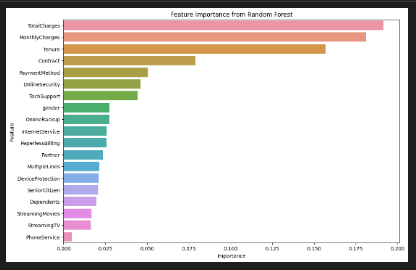 Feature Importance from Random Forest
TotalCharges
MonthlyCharges
tenure
Contract
PaymentMethod
OnlineSecurity
TechSupport
gender
OnlineBackup
InternetService
PaperlessBilling
Partner
MultipleLines
DeviceProtection
SeniorCitizen
Dependents
StreamingMovies
StreamingTV
PhoneService
Feature
0.000 0.025 0.050 0.075 0.100 0.125 0.150 0.175 0.200
Importance